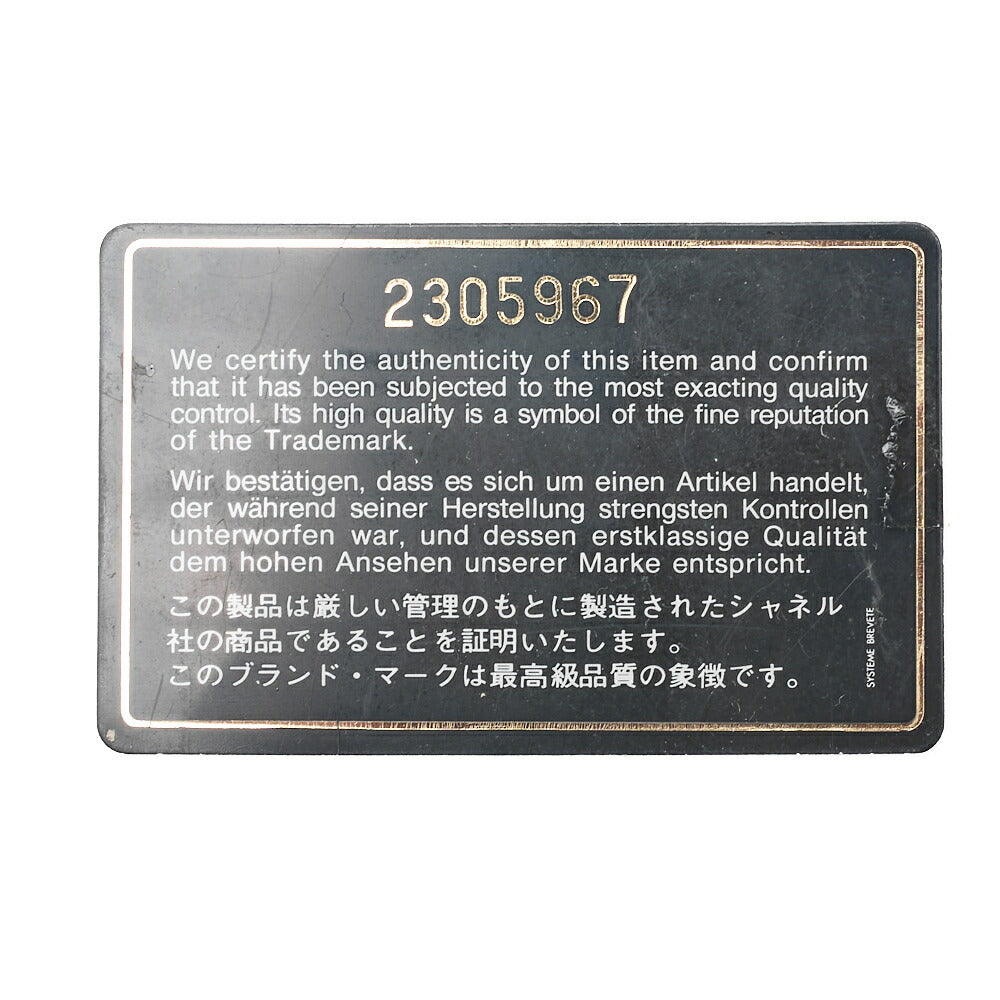 2305967
We certify the authenticity of this item and confirm
that it has been subjected to the most exacting quality
control. Its high quality is a symbol of the fine reputation
of the Trademark.
Wir bestätigen, dass es sich um einen Artikel handelt,
der während seiner Herstellung strengsten Kontrollen
unterworfen war, und dessen erstklassige Qualität
dem hohen Ansehen unserer Marke entspricht.
この製品は厳しい管理のもとに製造されたシャネル
社の商品であることを証明いたします。
このブランド・マークは最高級品質の象徴です。
SYSTEME BREVETE